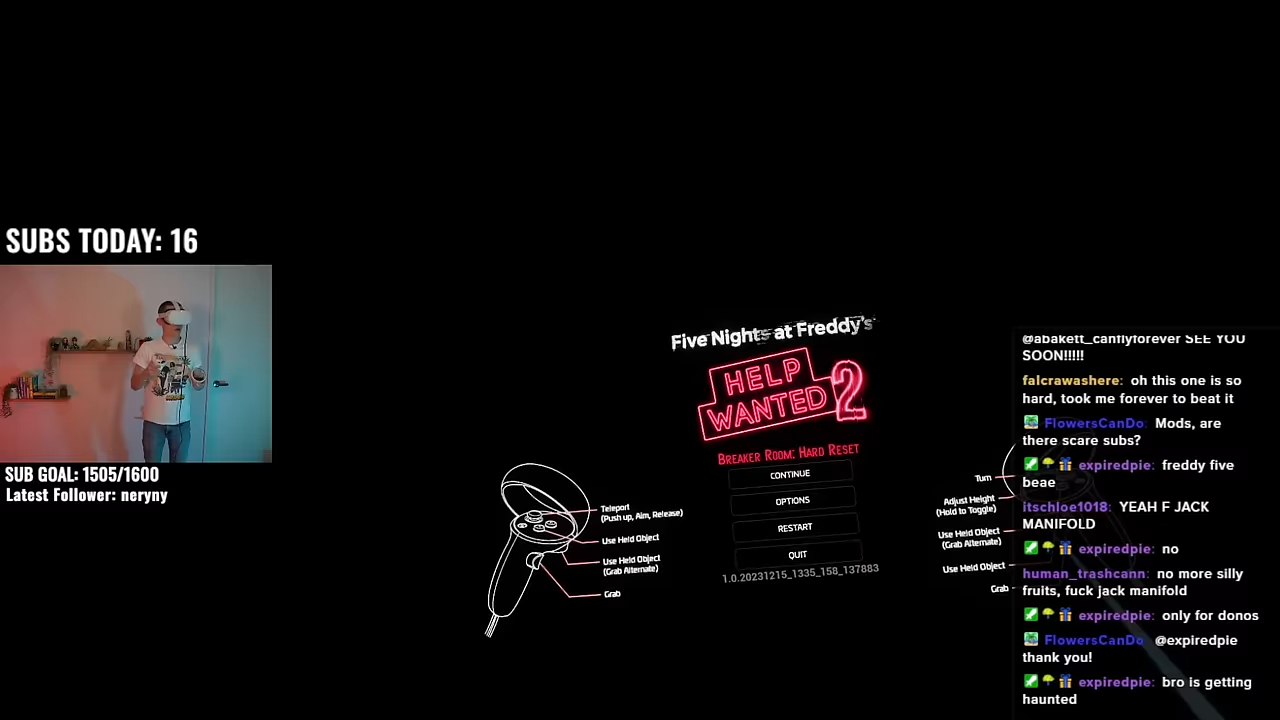 SUBS TODAY: 16
SUB GOAL: 1505/1600
Latest Follower: neryny
Five Nights at Freddy's
HELP
WANTED 2
BREAKER ROOM: HARD RESET
CONTINUE
OPTIONS
RESTART
QUIT
1.0.20231215_1335_158_137883
Teleport
(Push up, Aim, Release)
Use Held Object
Use Held Object
(Grab Alternate)
Grab
Turn
Adjust Height
(Hold to Toggle)
Use Held Object
(Grab Alternate)
Use Held Object
Grab
@abakett_canflyforever SEE YOU
SOON!!!!!
falcrawashere: oh this one is so
hard, took me forever to beat it
FlowersCanDo: Mods, are
there scare subs?
expiredpie: freddy five
beae
itschloe1018: YEAH F JACK
MANIFOLD
expiredpie: no
human_trashcann: no more silly
fruits, fuck jack manifold
expiredpie: only for donos
FlowersCanDo: @expiredpie
thank you!
expiredpie: bro is getting
haunted